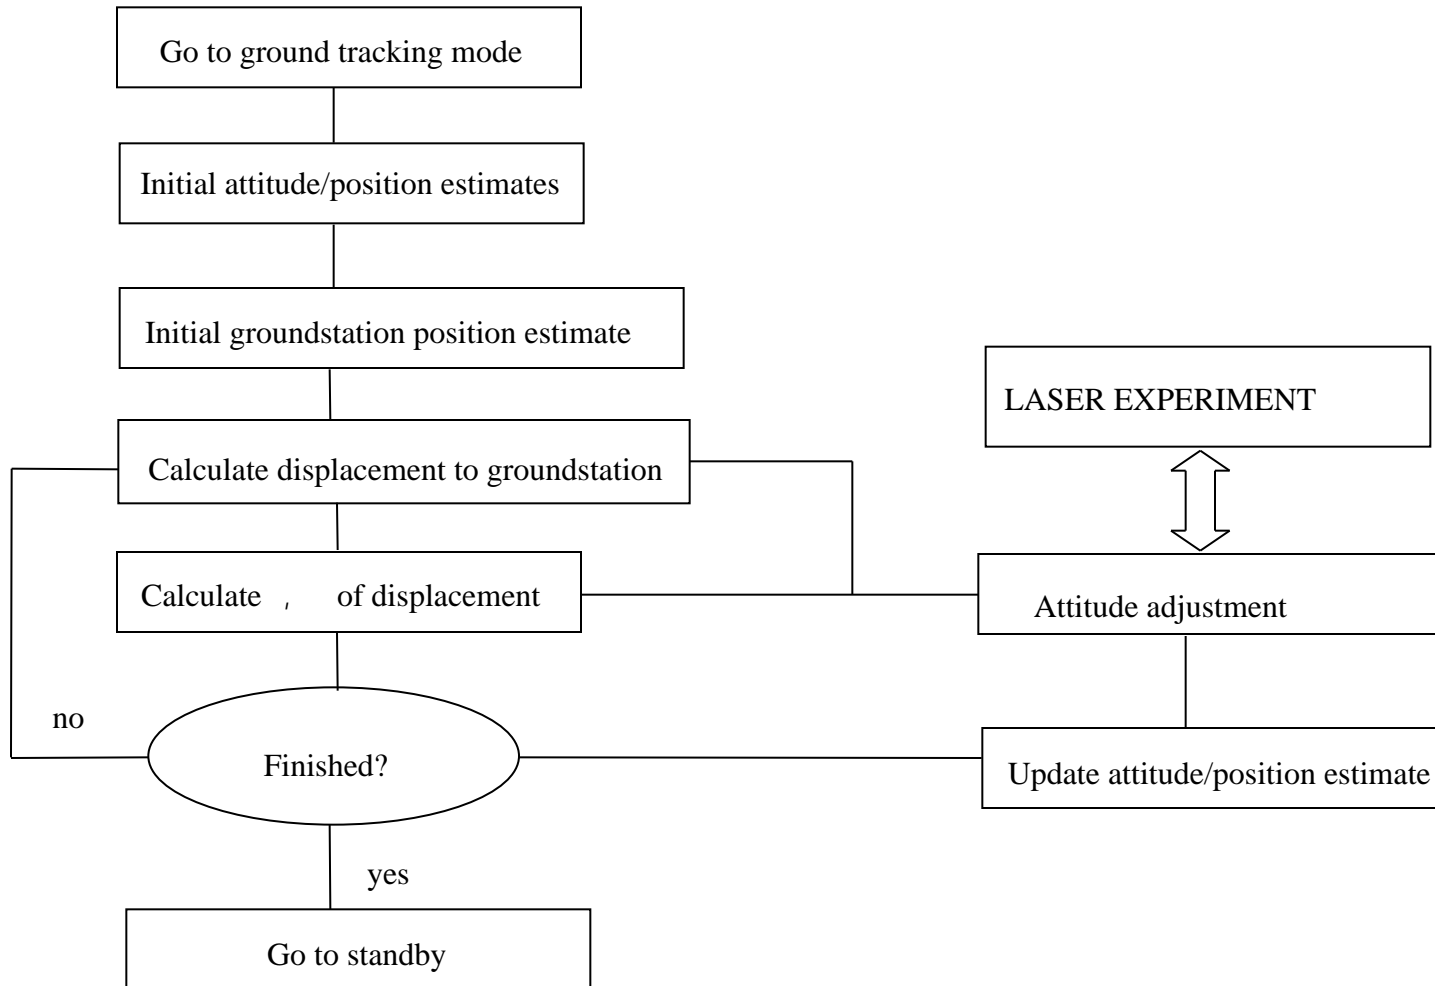 Go to ground tracking mode
Initial attitude/position estimates
Initial groundstation position estimate
LASER EXPERIMENT
Calculate displacement to groundstation
Calculate , of displacement
Attitude adjustment
no
Finished?
Update attitude/position estimate
yes
Go to standby